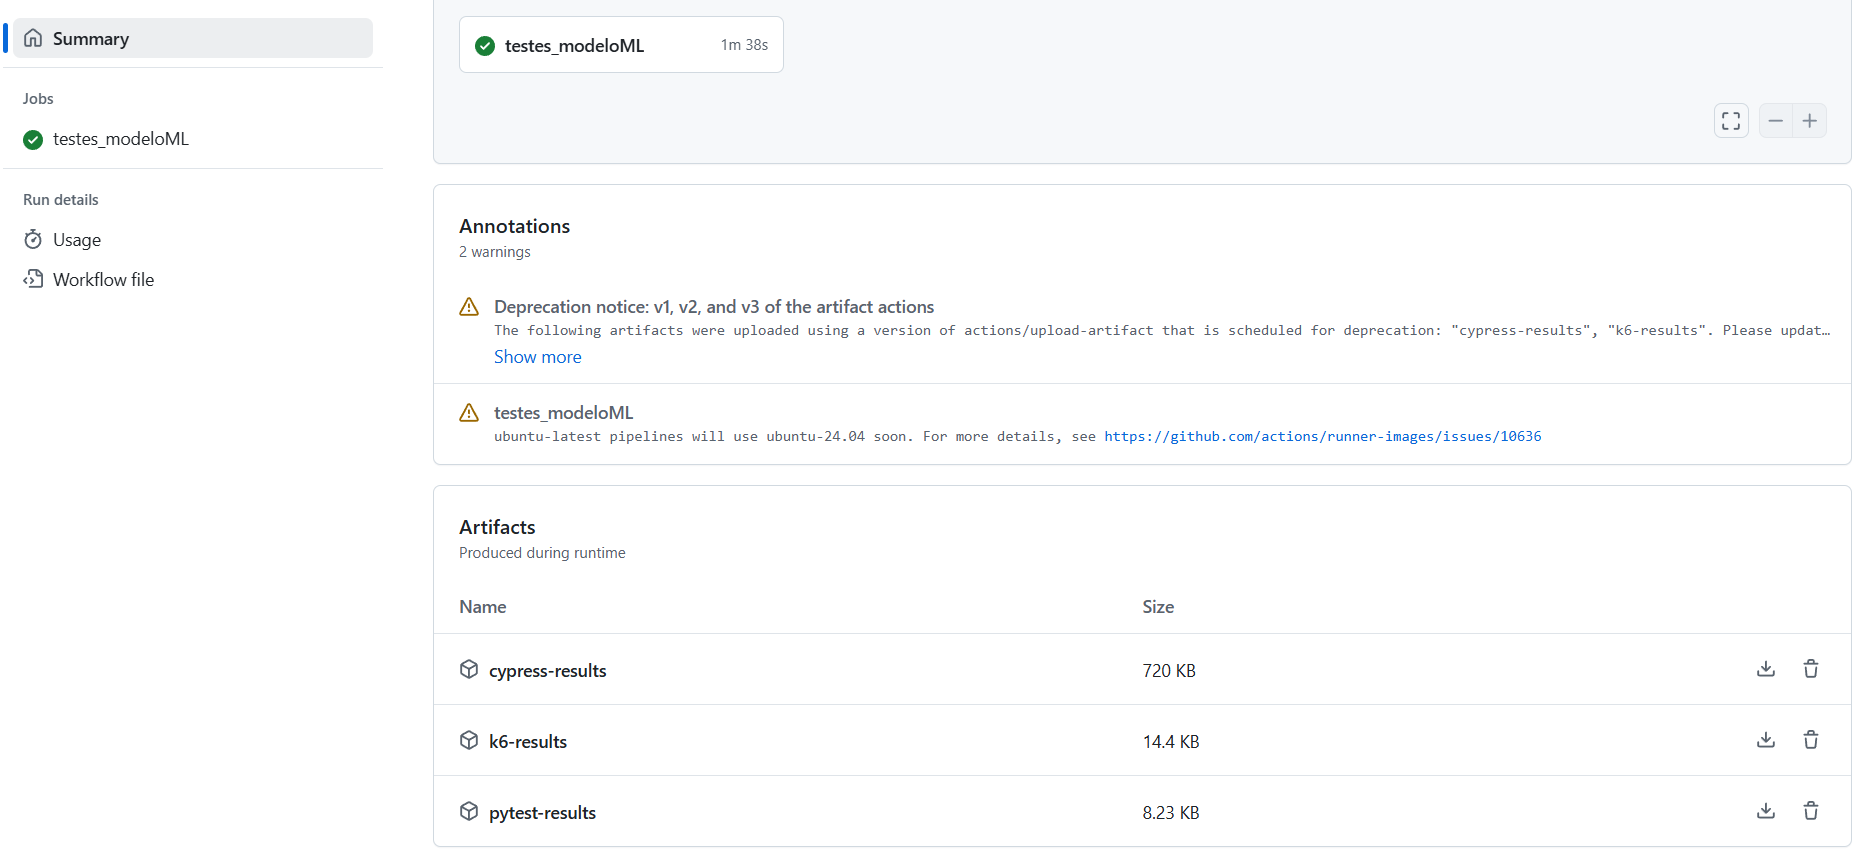 Summary
Jobs
testes_modeloML
Run details
Usage
Workflow file
testes_modeloML 1m 38s
Annotations
2 warnings
Deprecation notice: v1, v2, and v3 of the artifact actions
The following artifacts were uploaded using a version of actions/upload-artifact that is scheduled for deprecation: "cypress-results", "k6-results". Please updat…
Show more
testes_modeloML
ubuntu-latest pipelines will use ubuntu-24.04 soon. For more details, see https://github.com/actions/runner-images/issues/10636
Artifacts
Produced during runtime
Name Size
cypress-results 720 KB
k6-results 14.4 KB
pytest-results 8.23 KB